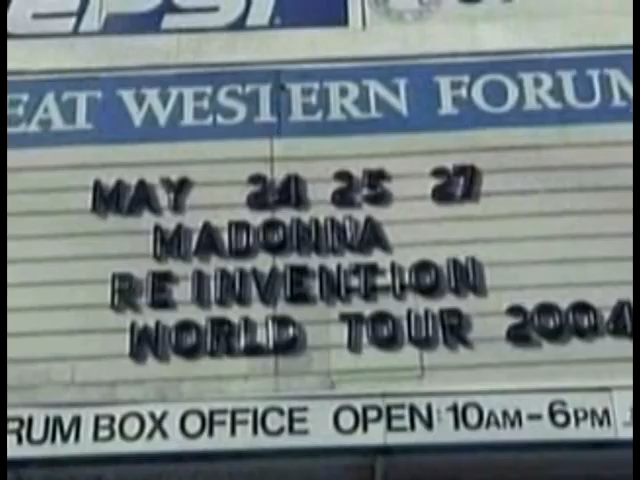 PEPSI
EAT WESTERN FORUM
MAY 24 25 27
MADONNA
RE INVENTION
WORLD TOUR 2004
RUM BOX OFFICE OPEN 10AM-6PM